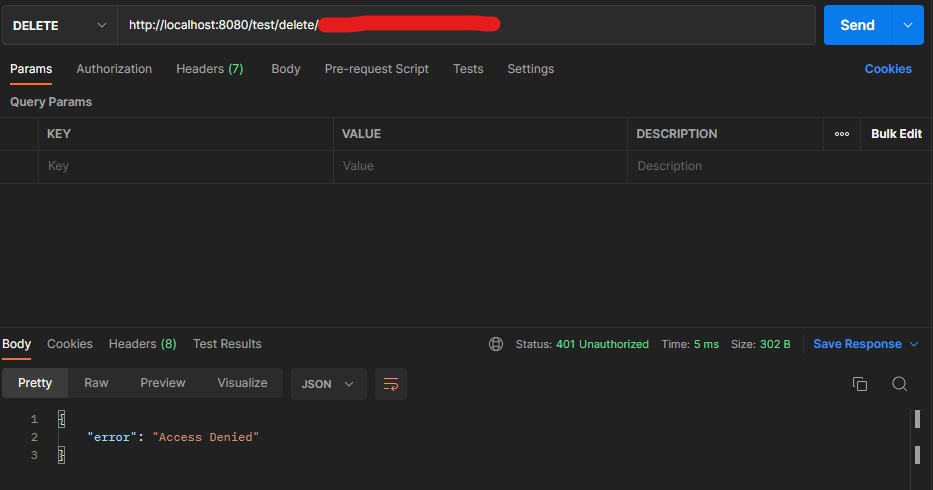 DELETE http://localhost:8080/test/delete/ Send
Params Authorization Headers (7) Body Pre-request Script Tests Settings Cookies
Query Params
KEY VALUE DESCRIPTION ooo Bulk Edit
Key Value Description
Body Cookies Headers (8) Test Results Status: 401 Unauthorized Time: 5 ms Size: 302 B Save Response
Pretty Raw Preview Visualize JSON
1 {
2 "error": "Access Denied"
3 }